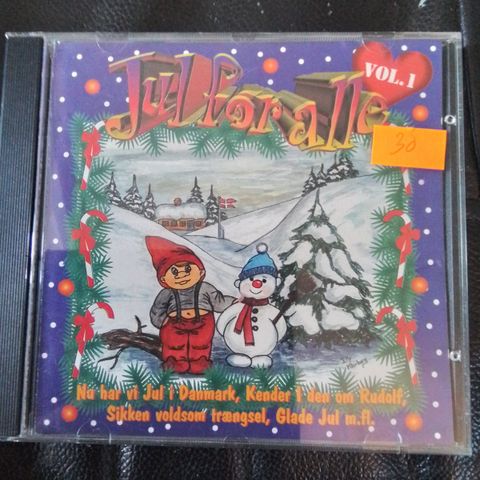 Jul for alle
VOL. 1
30
Nu har vi Jul i Danmark, Kender I den om Rudolf,
Sikken voldsom trængsel, Glade Jul m.fl.